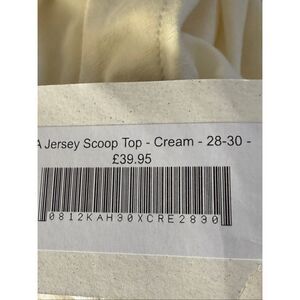 A Jersey Scoop Top - Cream - 28-30 -
£39.95
0812KAH30XCRE2830